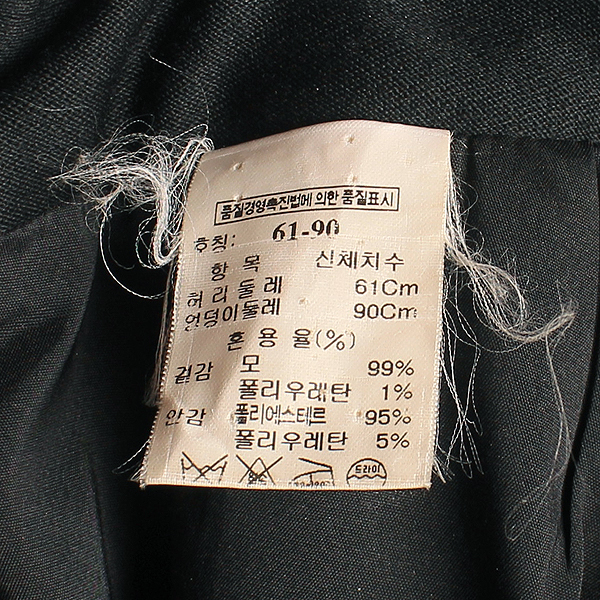 품질경영촉진법에 의한 품질표시
호칭: 61-90
항 목 신체치수
허리둘레 61Cm
엉덩이둘레 90Cm
혼 용 율(%)
겉감 모 99%
폴리우레탄 1%
안감 폴리에스테르 95%
폴리우레탄 5%
드라이